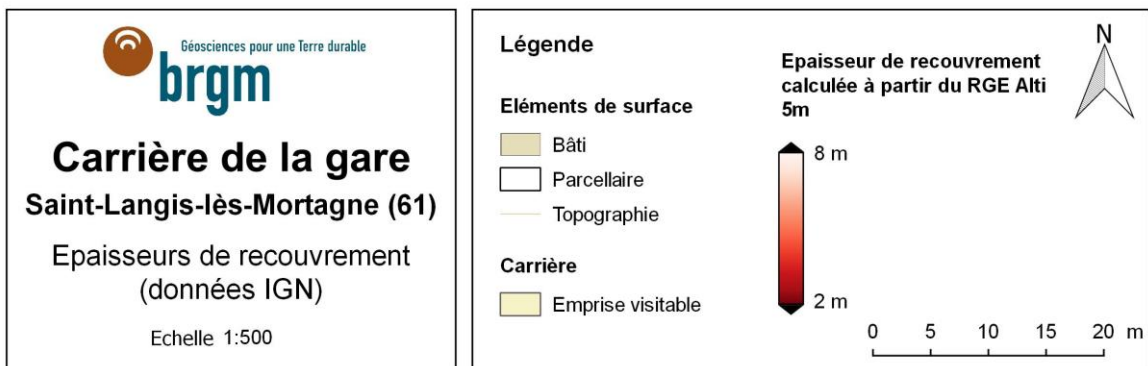 Géosciences pour une Terre durable
brgm
Carrière de la gare
Saint-Langis-lès-Mortagne (61)
Epaisseurs de recouvrement
(données IGN)
Echelle 1:500
Légende
Eléments de surface
Bâti
Parcellaire
Topographie
Carrière
Emprise visitable
Epaisseur de recouvrement
calculée à partir du RGE Alti
5m
8 m
2 m
N
0 5 10 15 20 m